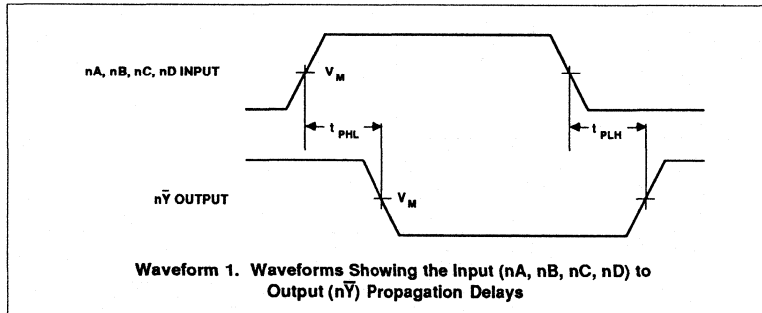 nA, nB, nC, nD INPUT
V_M
t_PHL
t_PLH
nȲ OUTPUT
V_M
Waveform 1. Waveforms Showing the Input (nA, nB, nC, nD) to
Output (nȲ) Propagation Delays